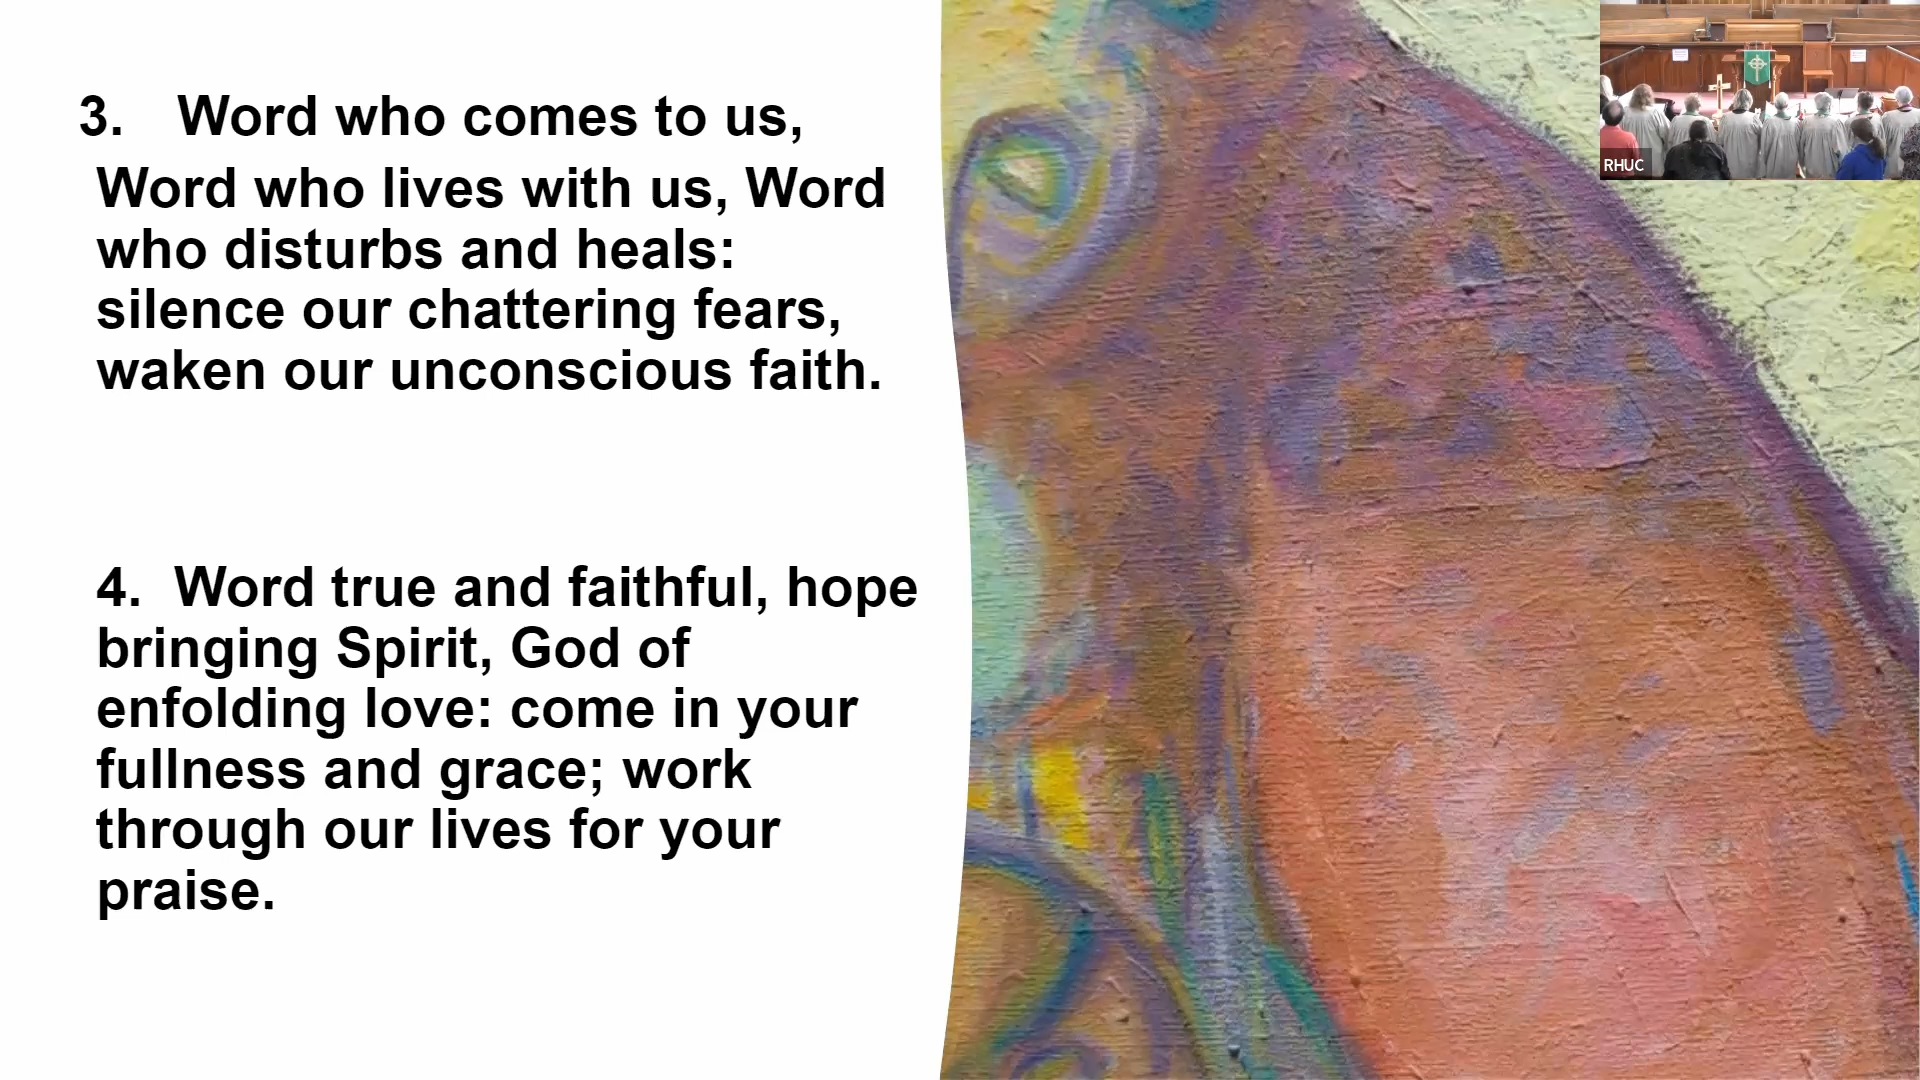 3. Word who comes to us,
Word who lives with us, Word
who disturbs and heals:
silence our chattering fears,
waken our unconscious faith.
4. Word true and faithful, hope
bringing Spirit, God of
enfolding love: come in your
fullness and grace; work
through our lives for your
praise.
RHUC